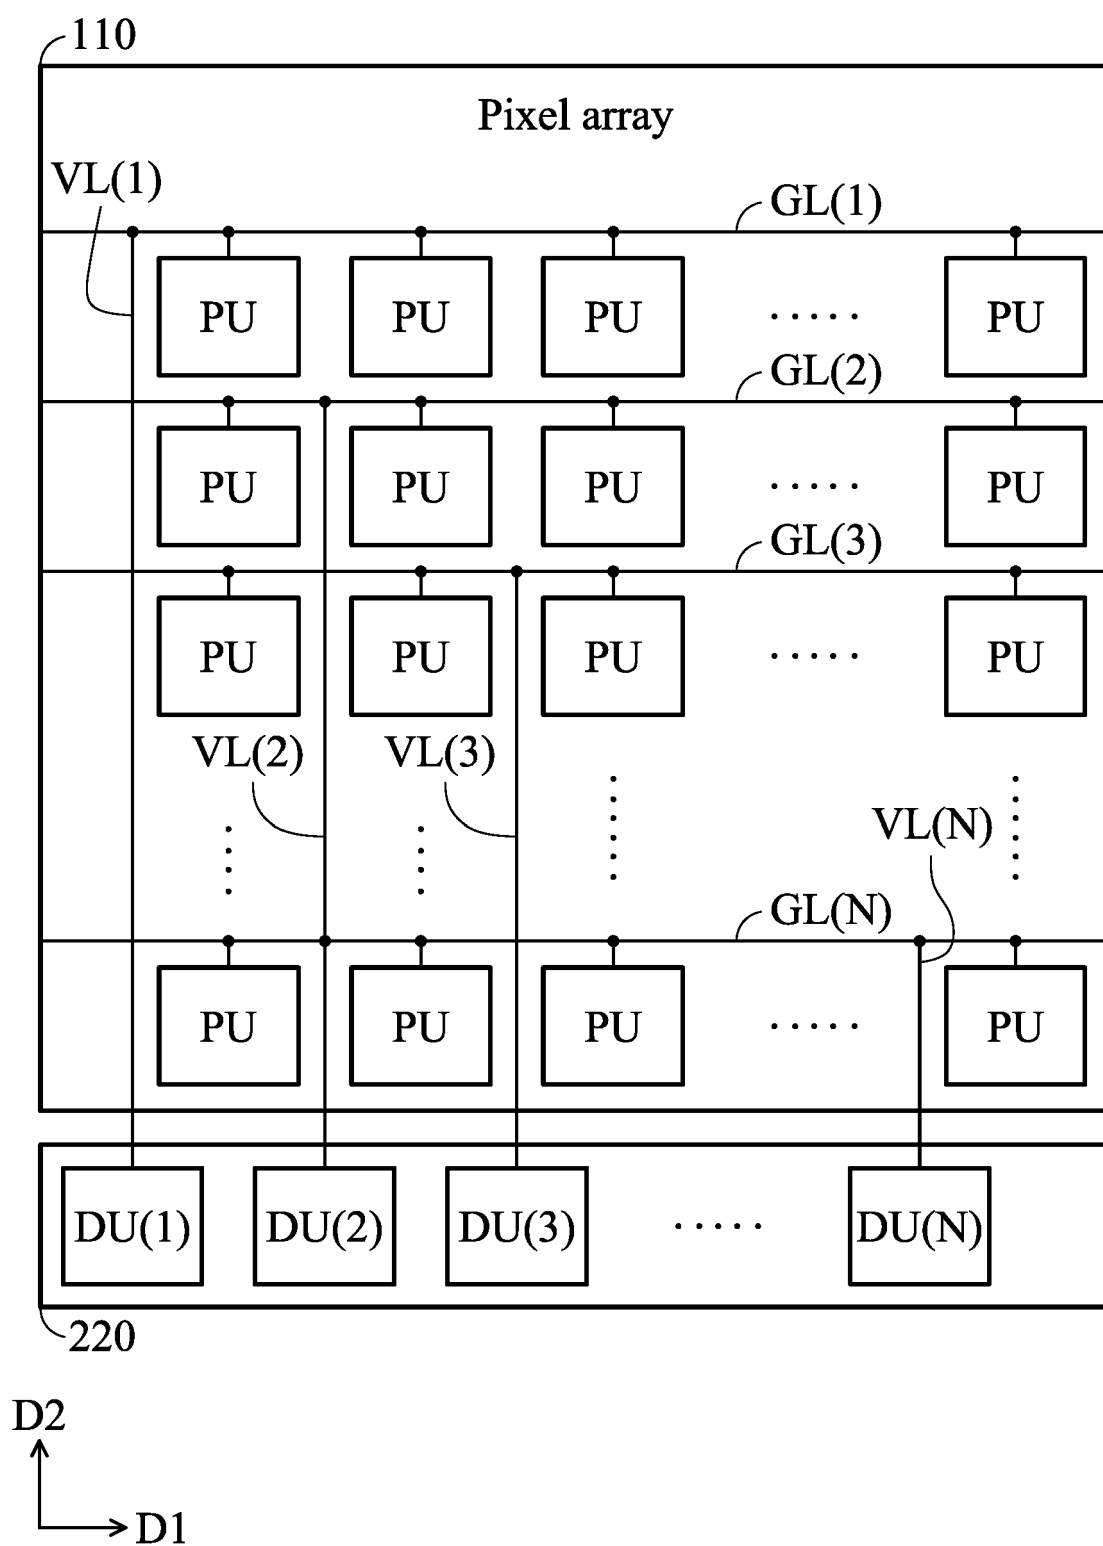 110
Pixel array
VL(1)
GL(1)
PU PU PU ..... PU
GL(2)
PU PU PU ..... PU
GL(3)
PU PU PU ..... PU
VL(2) VL(3)
VL(N)
GL(N)
PU PU PU ..... PU
DU(1) DU(2) DU(3) ..... DU(N)
220
D2
D1